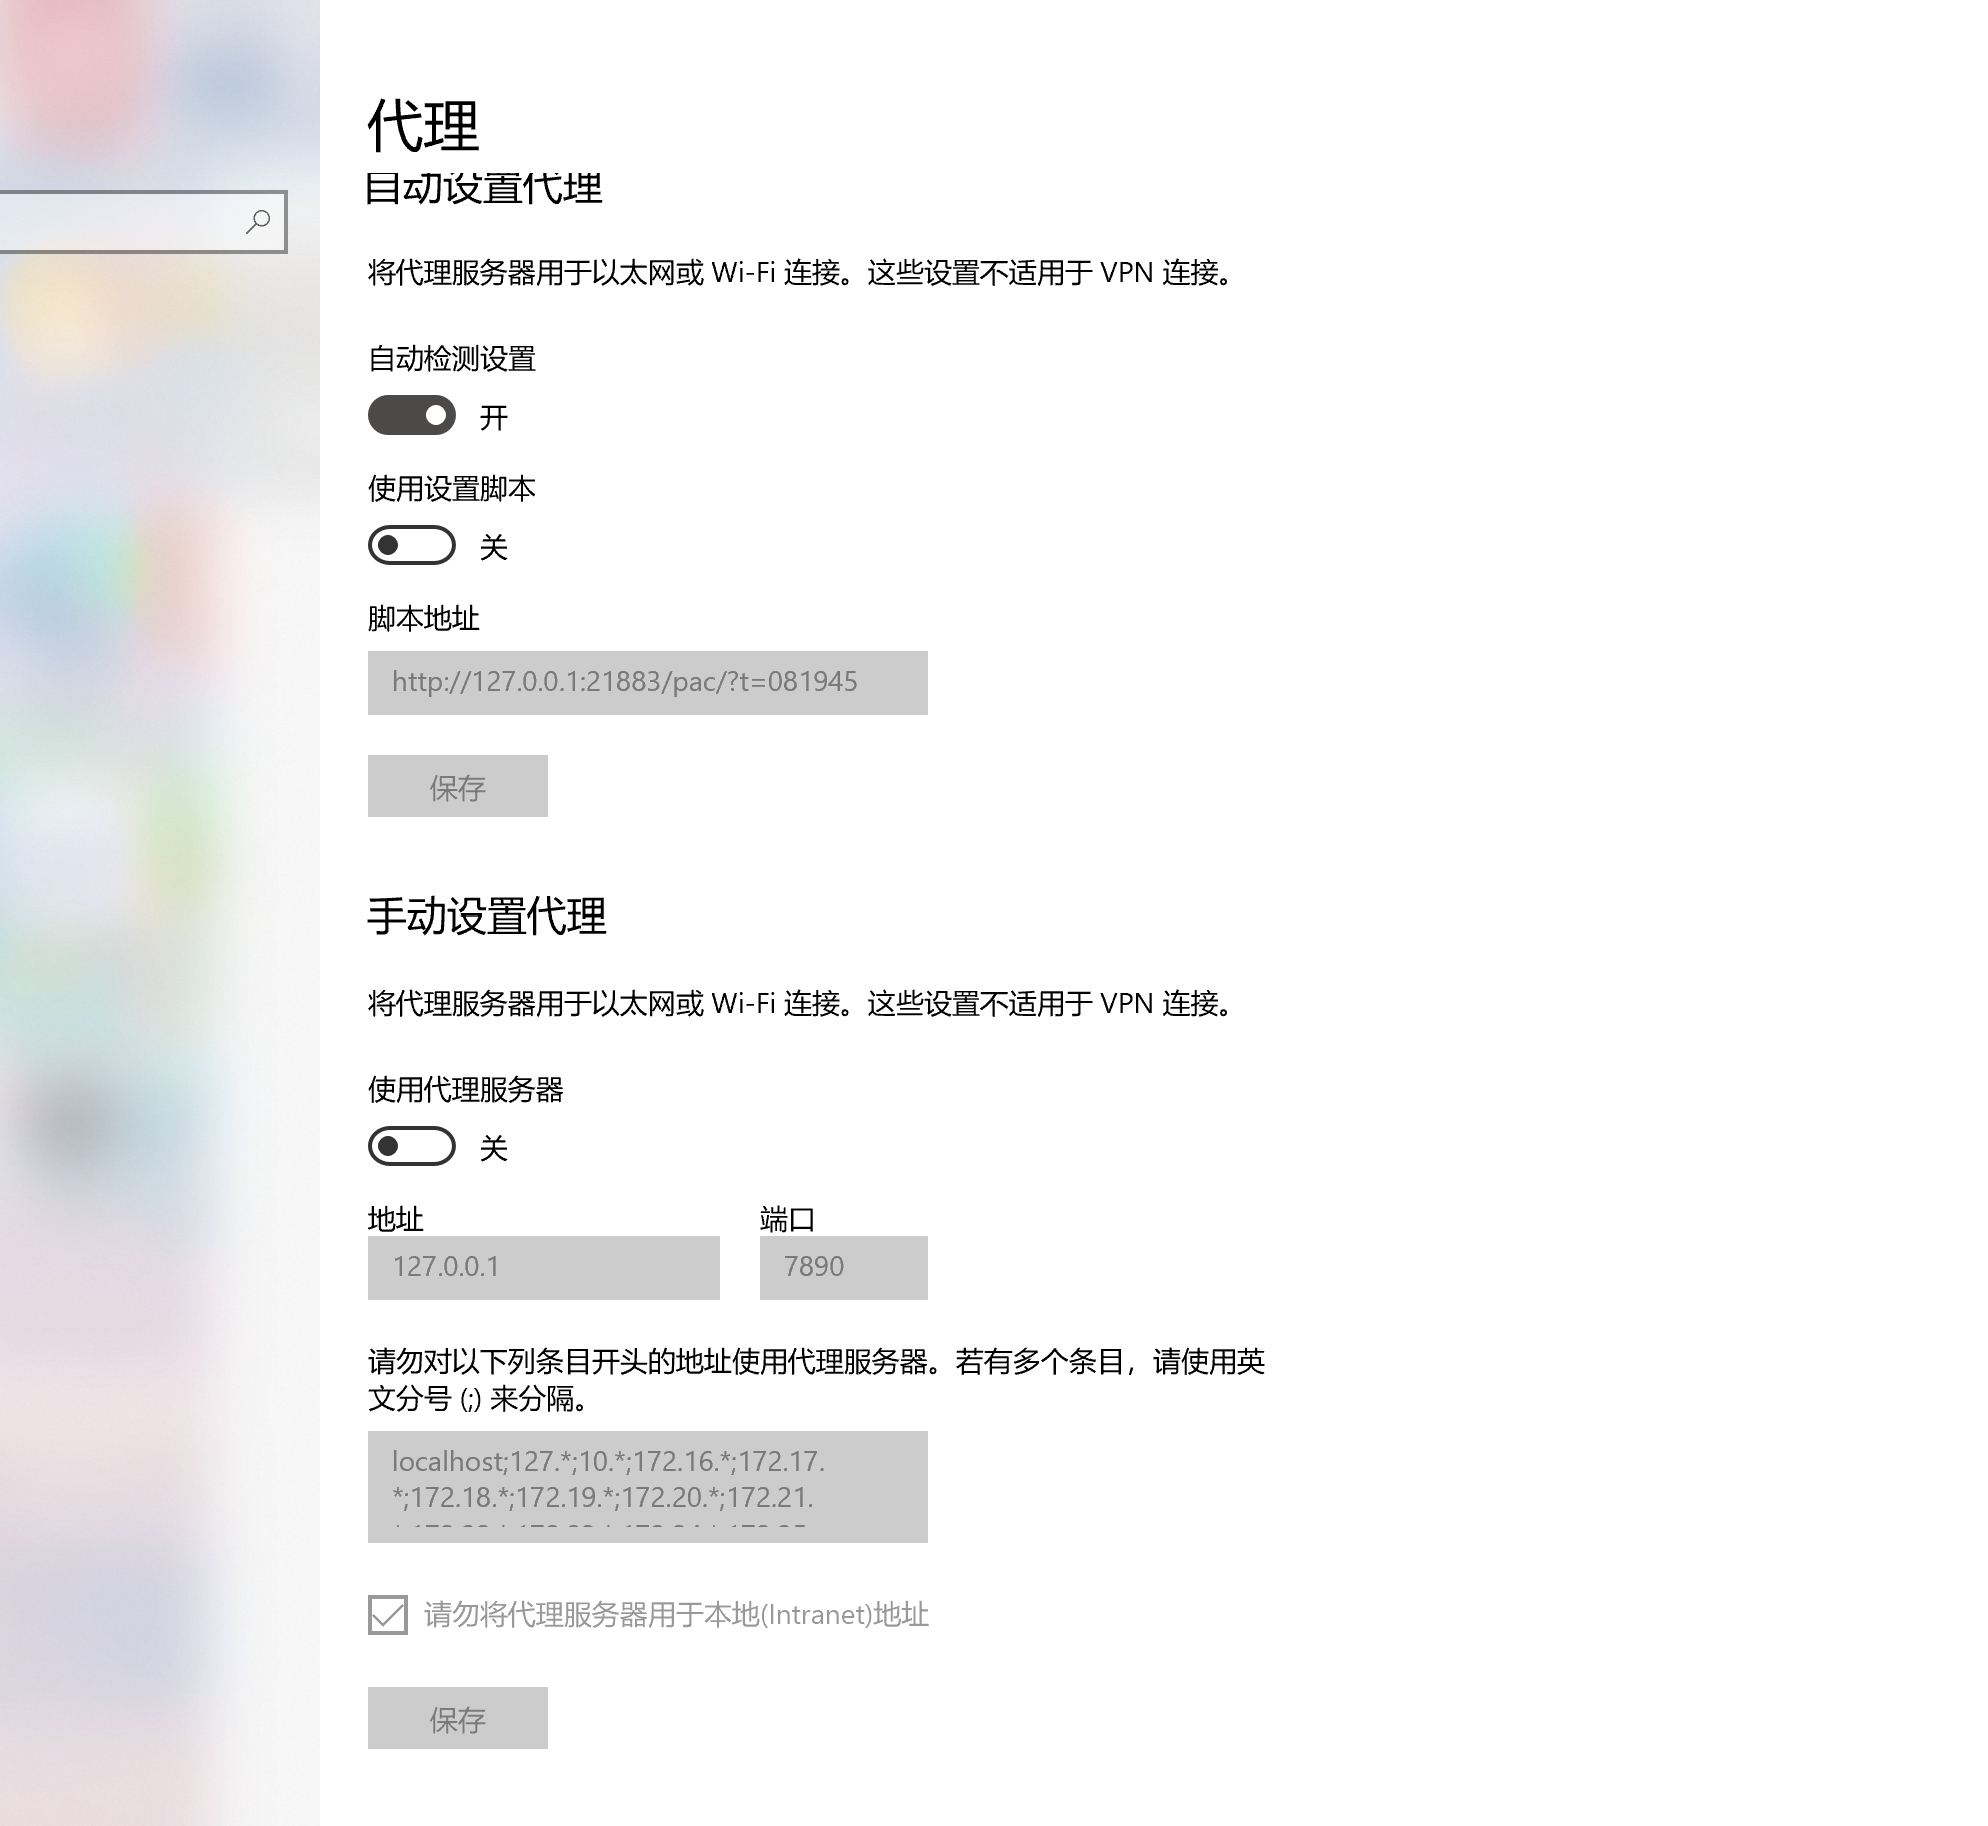 代理
自动设置代理
将代理服务器用于以太网或 Wi-Fi 连接。这些设置不适用于 VPN 连接。
自动检测设置
开
使用设置脚本
关
脚本地址
http://127.0.0.1:21883/pac/?t=081945
保存
手动设置代理
将代理服务器用于以太网或 Wi-Fi 连接。这些设置不适用于 VPN 连接。
使用代理服务器
关
地址 端口
127.0.0.1 7890
请勿对以下列条目开头的地址使用代理服务器。若有多个条目，请使用英
文分号 (;) 来分隔。
localhost;127.*;10.*;172.16.*;172.17.
*;172.18.*;172.19.*;172.20.*;172.21.
请勿将代理服务器用于本地(Intranet)地址
保存